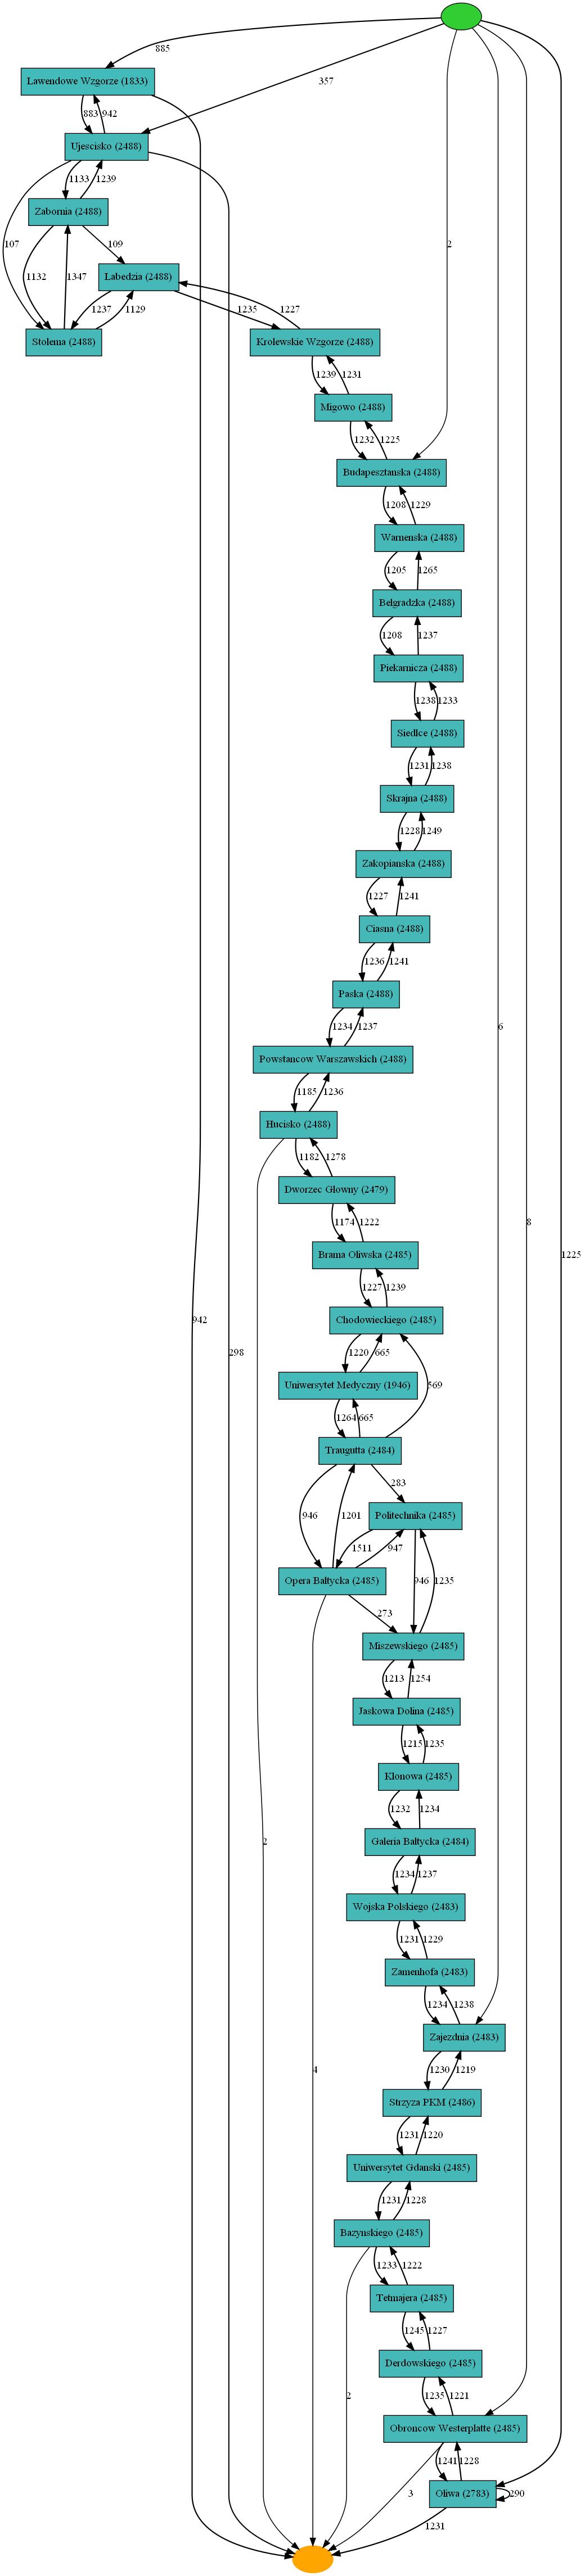 885
357
Lawendowe Wzgorze (1833)
883
942
Ujescisko (2488)
1133
1239
Zabornia (2488)
2
107
1132
1347
109
Labedzia (2488)
1237
1129
1235
1227
Stolema (2488)
Krolewskie Wzgorze (2488)
1239
1231
Migowo (2488)
1232
1225
Budapesztanska (2488)
1208
1229
Warnenska (2488)
1205
1265
Belgradzka (2488)
1208
1237
Piekarnicza (2488)
1238
1233
Siedlce (2488)
1231
1238
Skrajna (2488)
1228
1249
Zakopianska (2488)
1227
1241
Ciasna (2488)
1236
1241
Paska (2488)
1234
1237
6
Powstancow Warszawskich (2488)
1185
1236
Hucisko (2488)
1182
1278
Dworzec Głowny (2479)
1174
1222
8
Brama Oliwska (2485)
1225
1227
1239
Chodowieckiego (2485)
942
298
1220
665
569
Uniwersytet Medyczny (1946)
1264
665
Traugutta (2484)
283
946
1201
Politechnika (2485)
1511
947
946
1235
Opera Bałtycka (2485)
273
Miszewskiego (2485)
1213
1254
Jaskowa Dolina (2485)
1215
1235
Klonowa (2485)
1232
1234
Galeria Bałtycka (2484)
2
1234
1237
Wojska Polskiego (2483)
1231
1229
Zamenhofa (2483)
1234
1238
Zajezdnia (2483)
4
1230
1219
Strzyza PKM (2486)
1231
1220
Uniwersytet Gdanski (2485)
1231
1228
Bazynskiego (2485)
1233
1222
Tetmajera (2485)
2
1245
1227
Derdowskiego (2485)
1235
1221
Obroncow Westerplatte (2485)
3
1241
1228
Oliwa (2783)
290
1231